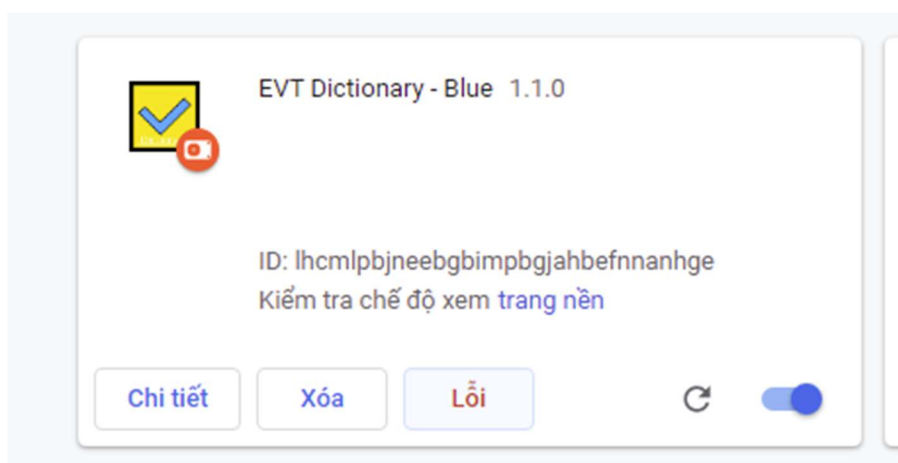 EVT Dictionary - Blue 1.1.0
ID: lhcmlpbjneebgbimpbgjahbefnnanhge
Kiểm tra chế độ xem trang nền
Chi tiết
Xóa
Lỗi